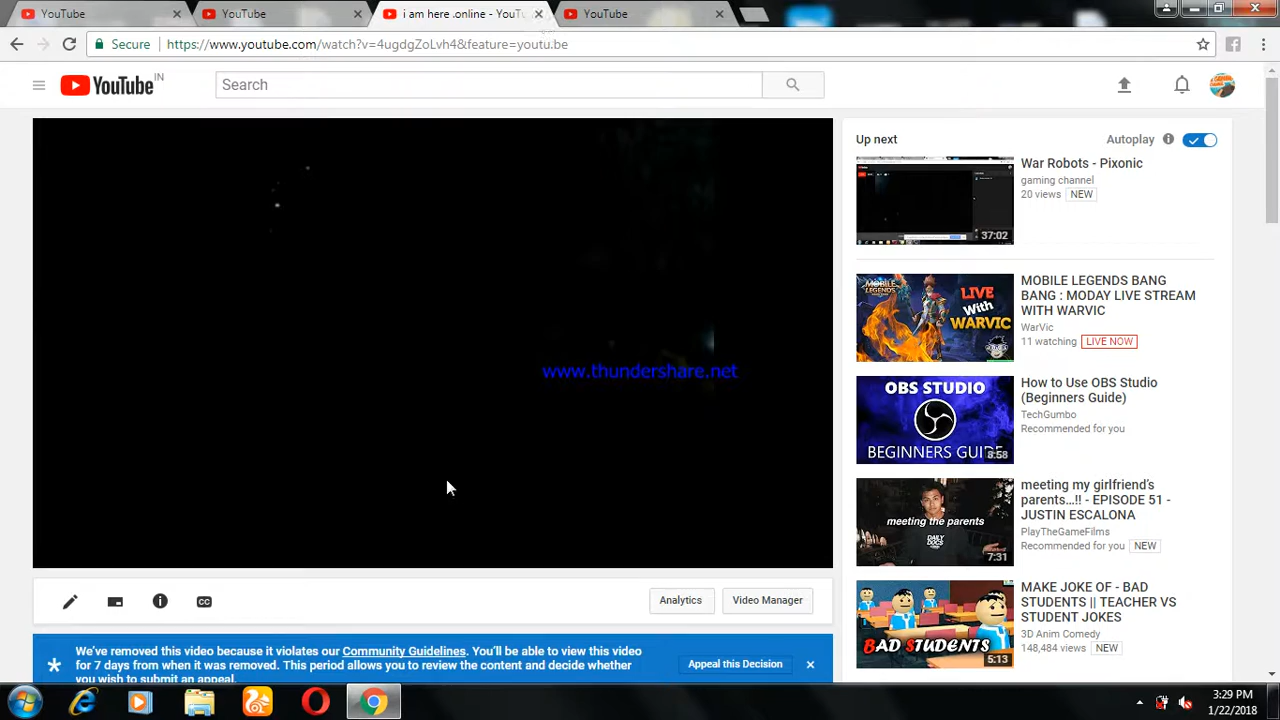 YouTube
YouTube
i am here .online - YouTu
YouTube
Secure
https://www.youtube.com/watch?v=4ugdgZoLvh4&feature=youtu.be
YouTube IN
Search
www.thundershare.net
Analytics
Video Manager
We've removed this video because it violates our Community Guidelines. You'll be able to view this video
for 7 days from when it was removed. This period allows you to review the content and decide whether
you wish to submit an appeal.
Appeal this Decision
Up next
Autoplay
37:02
War Robots - Pixonic
gaming channel
20 views NEW
MOBILE LEGENDS
LIVE
With
WARVIC
MOBILE LEGENDS BANG
BANG : MODAY LIVE STREAM
WITH WARVIC
WarVic
11 watching LIVE NOW
OBS STUDIO
BEGINNERS GUIDE
8:58
How to Use OBS Studio
(Beginners Guide)
TechGumbo
Recommended for you
meeting the parents
DAILY
DOCS
7:31
meeting my girlfriend's
parents...!! - EPISODE 51 -
JUSTIN ESCALONA
PlayTheGameFilms
Recommended for you NEW
BAD STUDENTS
5:13
MAKE JOKE OF - BAD
STUDENTS || TEACHER VS
STUDENT JOKES
3D Anim Comedy
148,484 views NEW
3:29 PM
1/22/2018